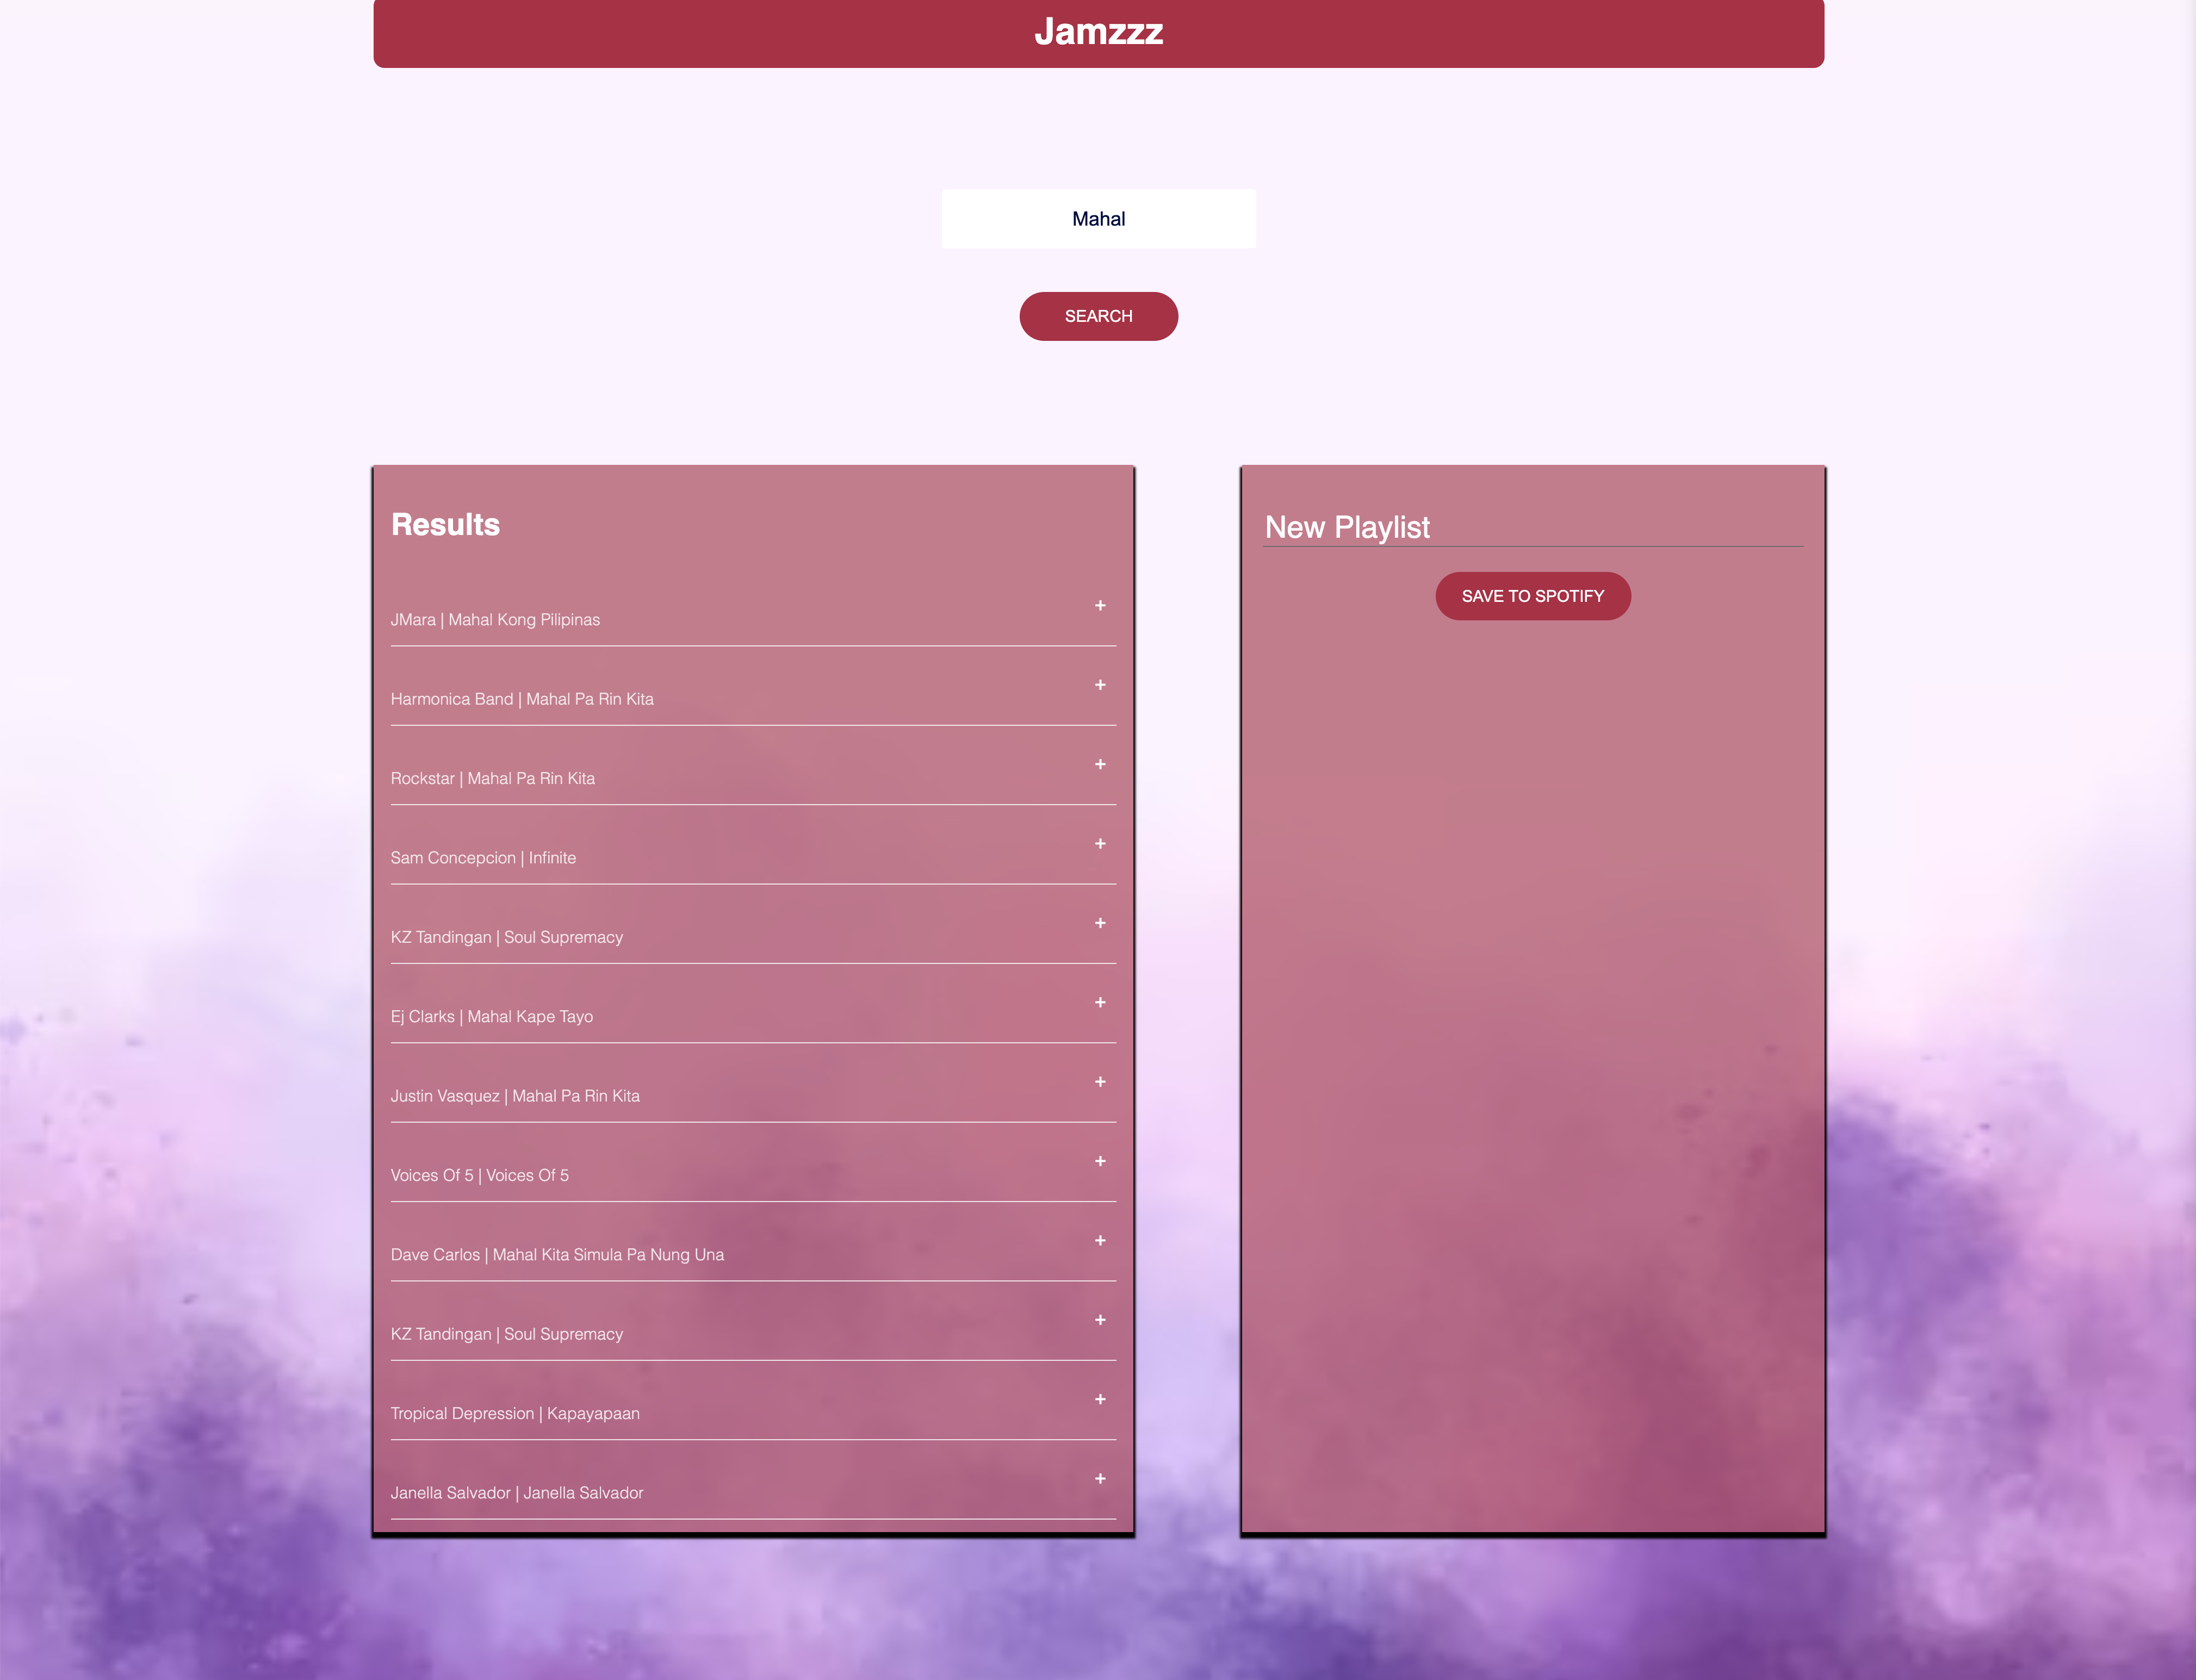 Jamzzz
Mahal
SEARCH
Results
+
JMara | Mahal Kong Pilipinas
+
Harmonica Band | Mahal Pa Rin Kita
+
Rockstar | Mahal Pa Rin Kita
+
Sam Concepcion | Infinite
+
KZ Tandingan | Soul Supremacy
+
Ej Clarks | Mahal Kape Tayo
+
Justin Vasquez | Mahal Pa Rin Kita
+
Voices Of 5 | Voices Of 5
+
Dave Carlos | Mahal Kita Simula Pa Nung Una
+
KZ Tandingan | Soul Supremacy
+
Tropical Depression | Kapayapaan
+
Janella Salvador | Janella Salvador
New Playlist
SAVE TO SPOTIFY